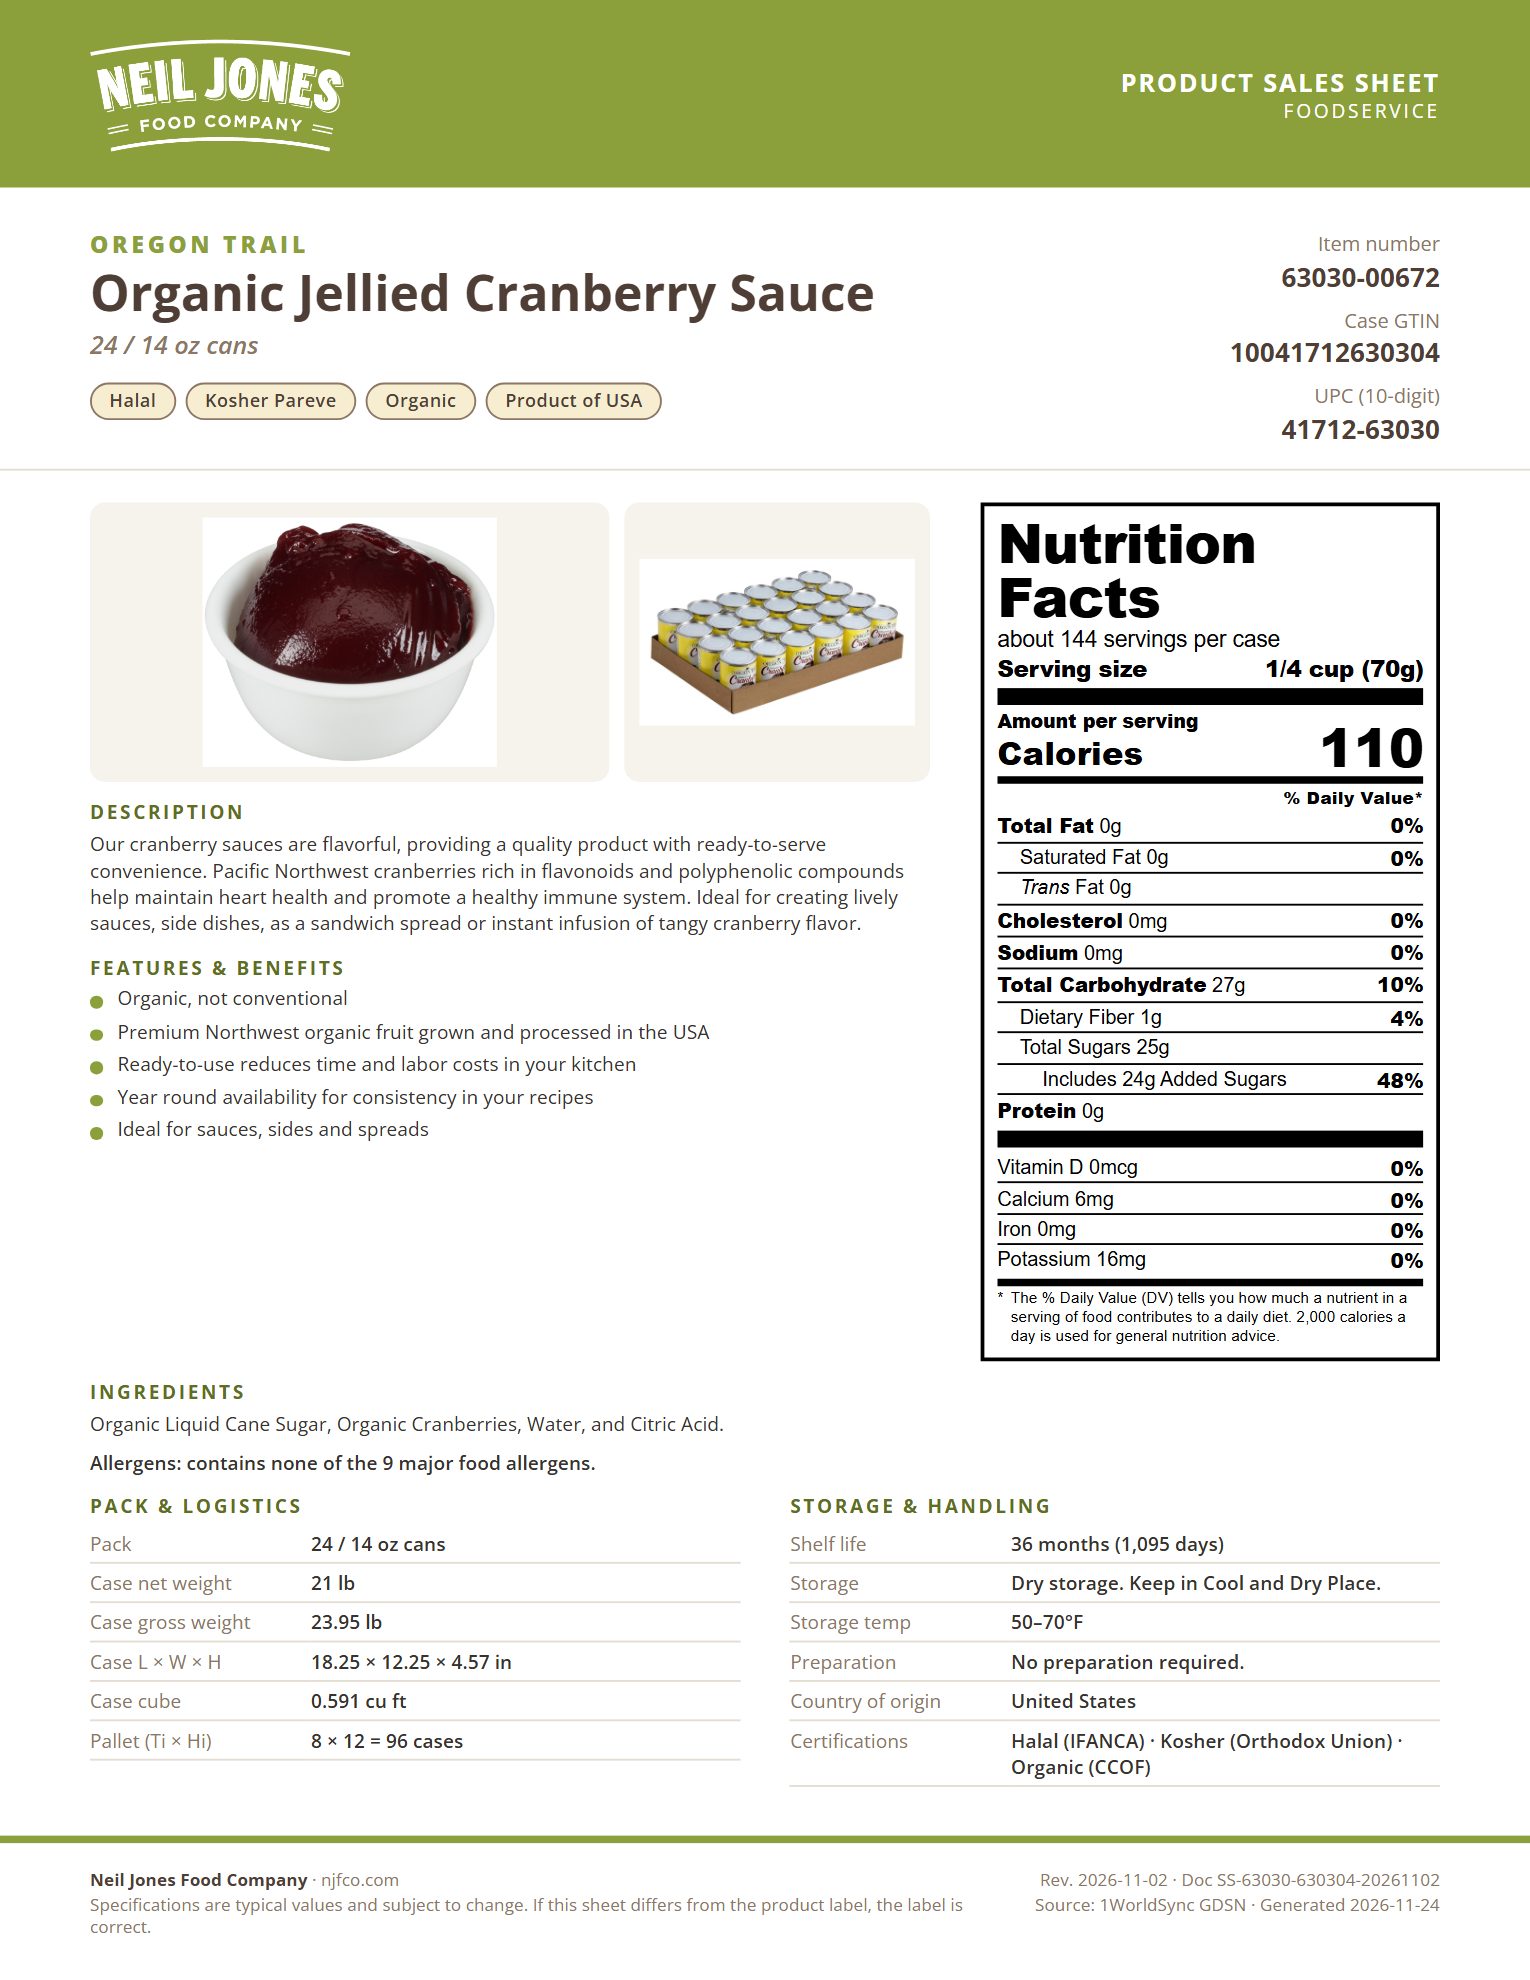 NEIL JONES
FOOD COMPANY
PRODUCT SALES SHEET
FOODSERVICE
OREGON TRAIL
Organic Jellied Cranberry Sauce
24 / 14 oz cans
Halal
Kosher Pareve
Organic
Product of USA
Item number
63030-00672
Case GTIN
10041712630304
UPC (10-digit)
41712-63030
DESCRIPTION
Our cranberry sauces are flavorful, providing a quality product with ready-to-serve
convenience. Pacific Northwest cranberries rich in flavonoids and polyphenolic compounds
help maintain heart health and promote a healthy immune system. Ideal for creating lively
sauces, side dishes, as a sandwich spread or instant infusion of tangy cranberry flavor.
FEATURES & BENEFITS
Organic, not conventional
Premium Northwest organic fruit grown and processed in the USA
Ready-to-use reduces time and labor costs in your kitchen
Year round availability for consistency in your recipes
Ideal for sauces, sides and spreads
Nutrition
Facts
about 144 servings per case
Serving size 1/4 cup (70g)
Amount per serving
Calories 110
% Daily Value*
Total Fat 0g 0%
Saturated Fat 0g 0%
Trans Fat 0g
Cholesterol 0mg 0%
Sodium 0mg 0%
Total Carbohydrate 27g 10%
Dietary Fiber 1g 4%
Total Sugars 25g
Includes 24g Added Sugars 48%
Protein 0g
Vitamin D 0mcg 0%
Calcium 6mg 0%
Iron 0mg 0%
Potassium 16mg 0%
* The % Daily Value (DV) tells you how much a nutrient in a
serving of food contributes to a daily diet. 2,000 calories a
day is used for general nutrition advice.
INGREDIENTS
Organic Liquid Cane Sugar, Organic Cranberries, Water, and Citric Acid.
Allergens: contains none of the 9 major food allergens.
PACK & LOGISTICS
Pack 24 / 14 oz cans
Case net weight 21 lb
Case gross weight 23.95 lb
Case L × W × H 18.25 × 12.25 × 4.57 in
Case cube 0.591 cu ft
Pallet (Ti × Hi) 8 × 12 = 96 cases
STORAGE & HANDLING
Shelf life 36 months (1,095 days)
Storage Dry storage. Keep in Cool and Dry Place.
Storage temp 50–70°F
Preparation No preparation required.
Country of origin United States
Certifications Halal (IFANCA) · Kosher (Orthodox Union) ·
Organic (CCOF)
Neil Jones Food Company · njfco.com
Specifications are typical values and subject to change. If this sheet differs from the product label, the label is
correct.
Rev. 2026-11-02 · Doc SS-63030-630304-20261102
Source: 1WorldSync GDSN · Generated 2026-11-24